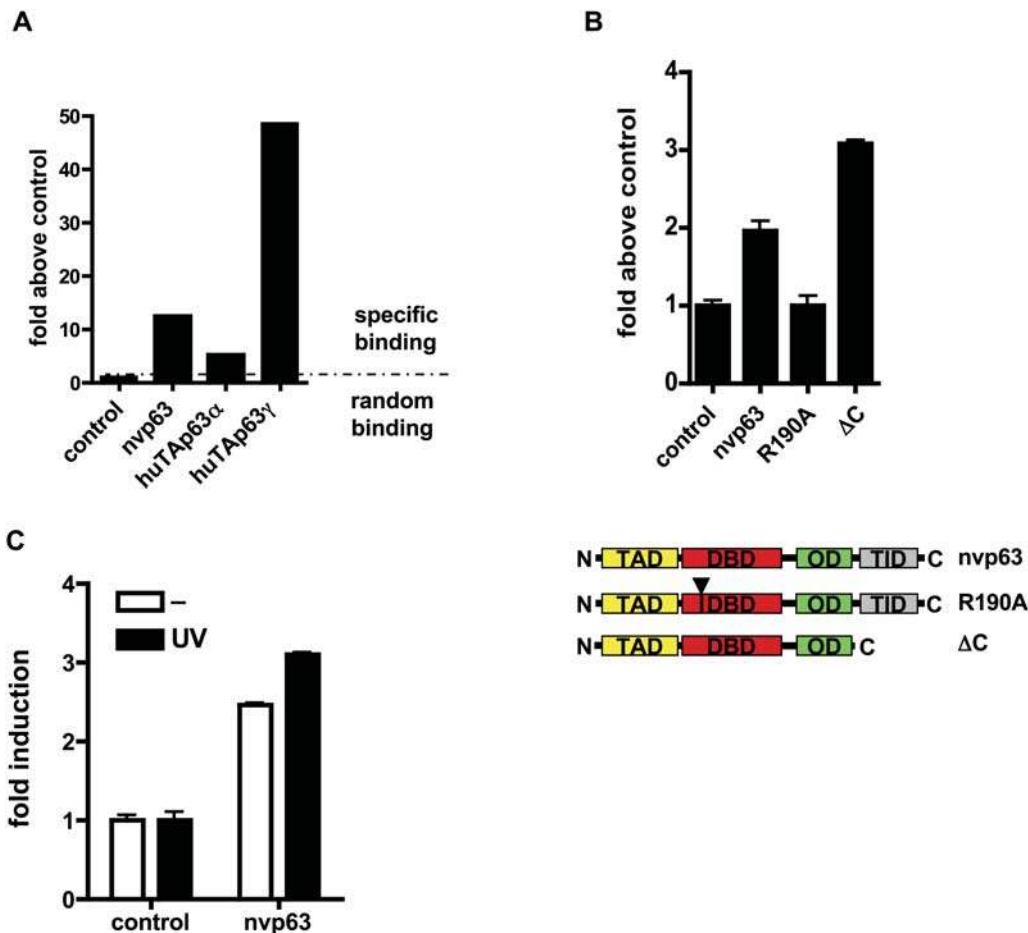 A
fold above control
50
40
30
20
10
0
control
nvp63
huTAp63α
huTAp63γ
specific
binding
random
binding
B
fold above control
4
3
2
1
0
control
nvp63
R190A
ΔC
N TAD DBD OD TID C nvp63
N TAD DBD OD TID C R190A
N TAD DBD OD C ΔC
C
fold induction
4
3
2
1
0
–
UV
control
nvp63